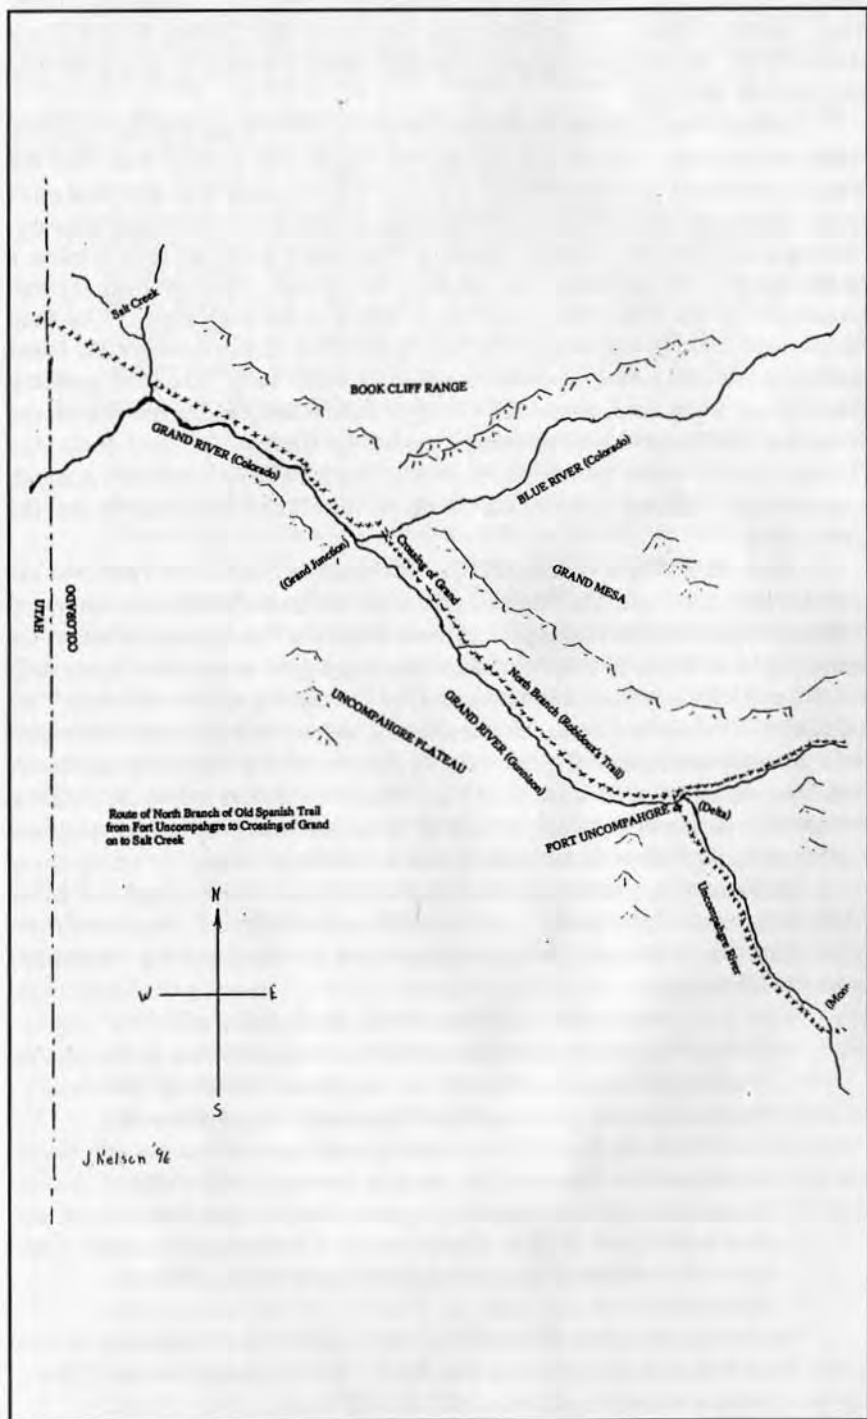 Salt Creek
BOOK CLIFF RANGE
GRAND RIVER (Colorado)
BLUE RIVER (Colorado)
(Grand Junction)
Crossing of Grand
GRAND MESA
UTAH
COLORADO
North Branch (Robidoux's Trail)
UNCOMPAHGRE PLATEAU
GRAND RIVER (Gunnison)
Route of North Branch of Old Spanish Trail
from Fort Uncompahgre to Crossing of Grand
on to Salt Creek
FORT UNCOMPAHGRE
(Delta)
Uncompahgre River
N
W
E
S
J. Nelson '96